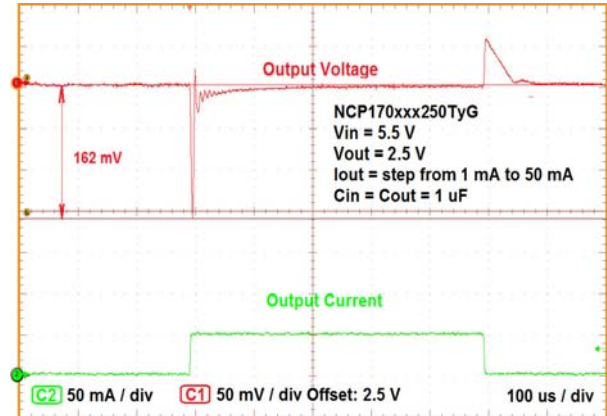 Output Voltage
162 mV
NCP170xxx250TyG
Vin = 5.5 V
Vout = 2.5 V
Iout = step from 1 mA to 50 mA
Cin = Cout = 1 uF
Output Current
C2 50 mA / div C1 50 mV / div Offset: 2.5 V 100 us / div